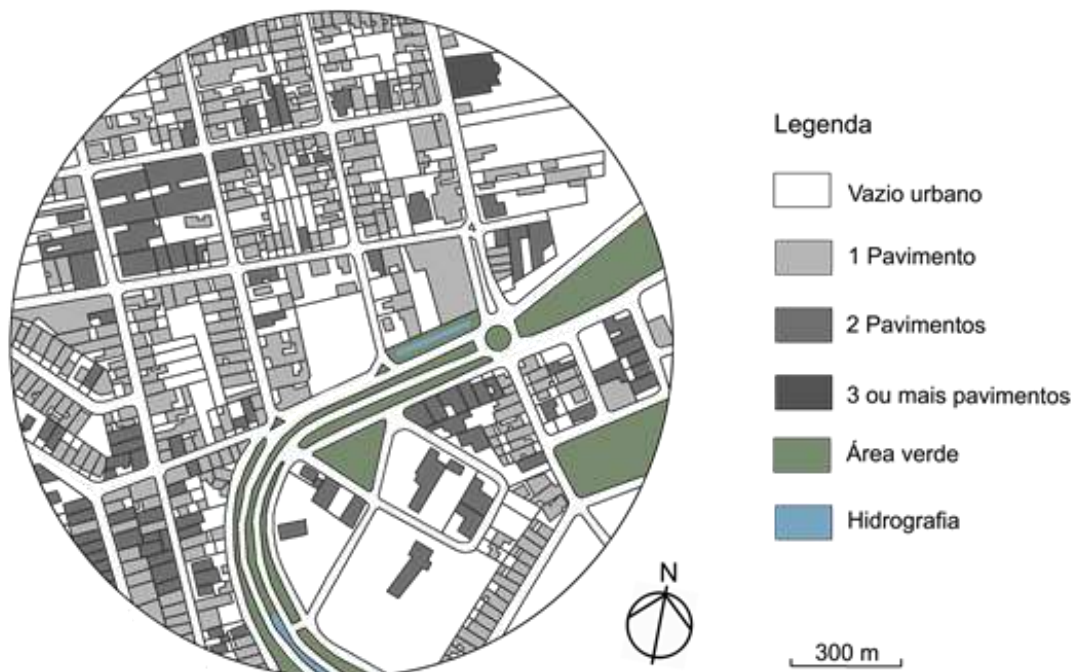 Legenda
Vazio urbano
1 Pavimento
2 Pavimentos
3 ou mais pavimentos
Área verde
Hidrografia
N
300 m